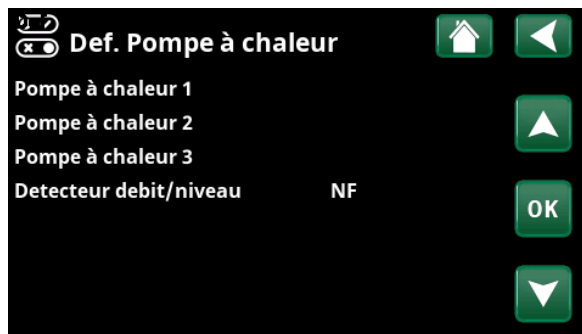 Def. Pompe à chaleur
Pompe à chaleur 1
Pompe à chaleur 2
Pompe à chaleur 3
Detecteur debit/niveau NF
OK